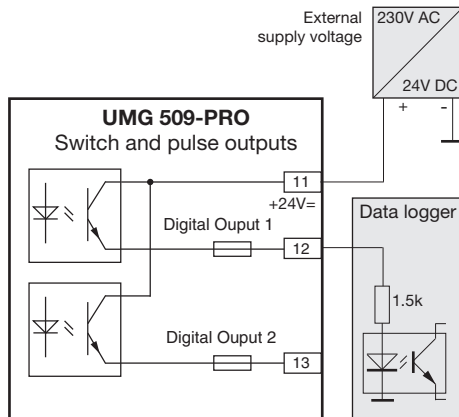 External
supply voltage
230V AC
24V DC
+ -
UMG 509-PRO
Switch and pulse outputs
11
+24V=
Digital Ouput 1
12
Data logger
1.5k
Digital Ouput 2
13